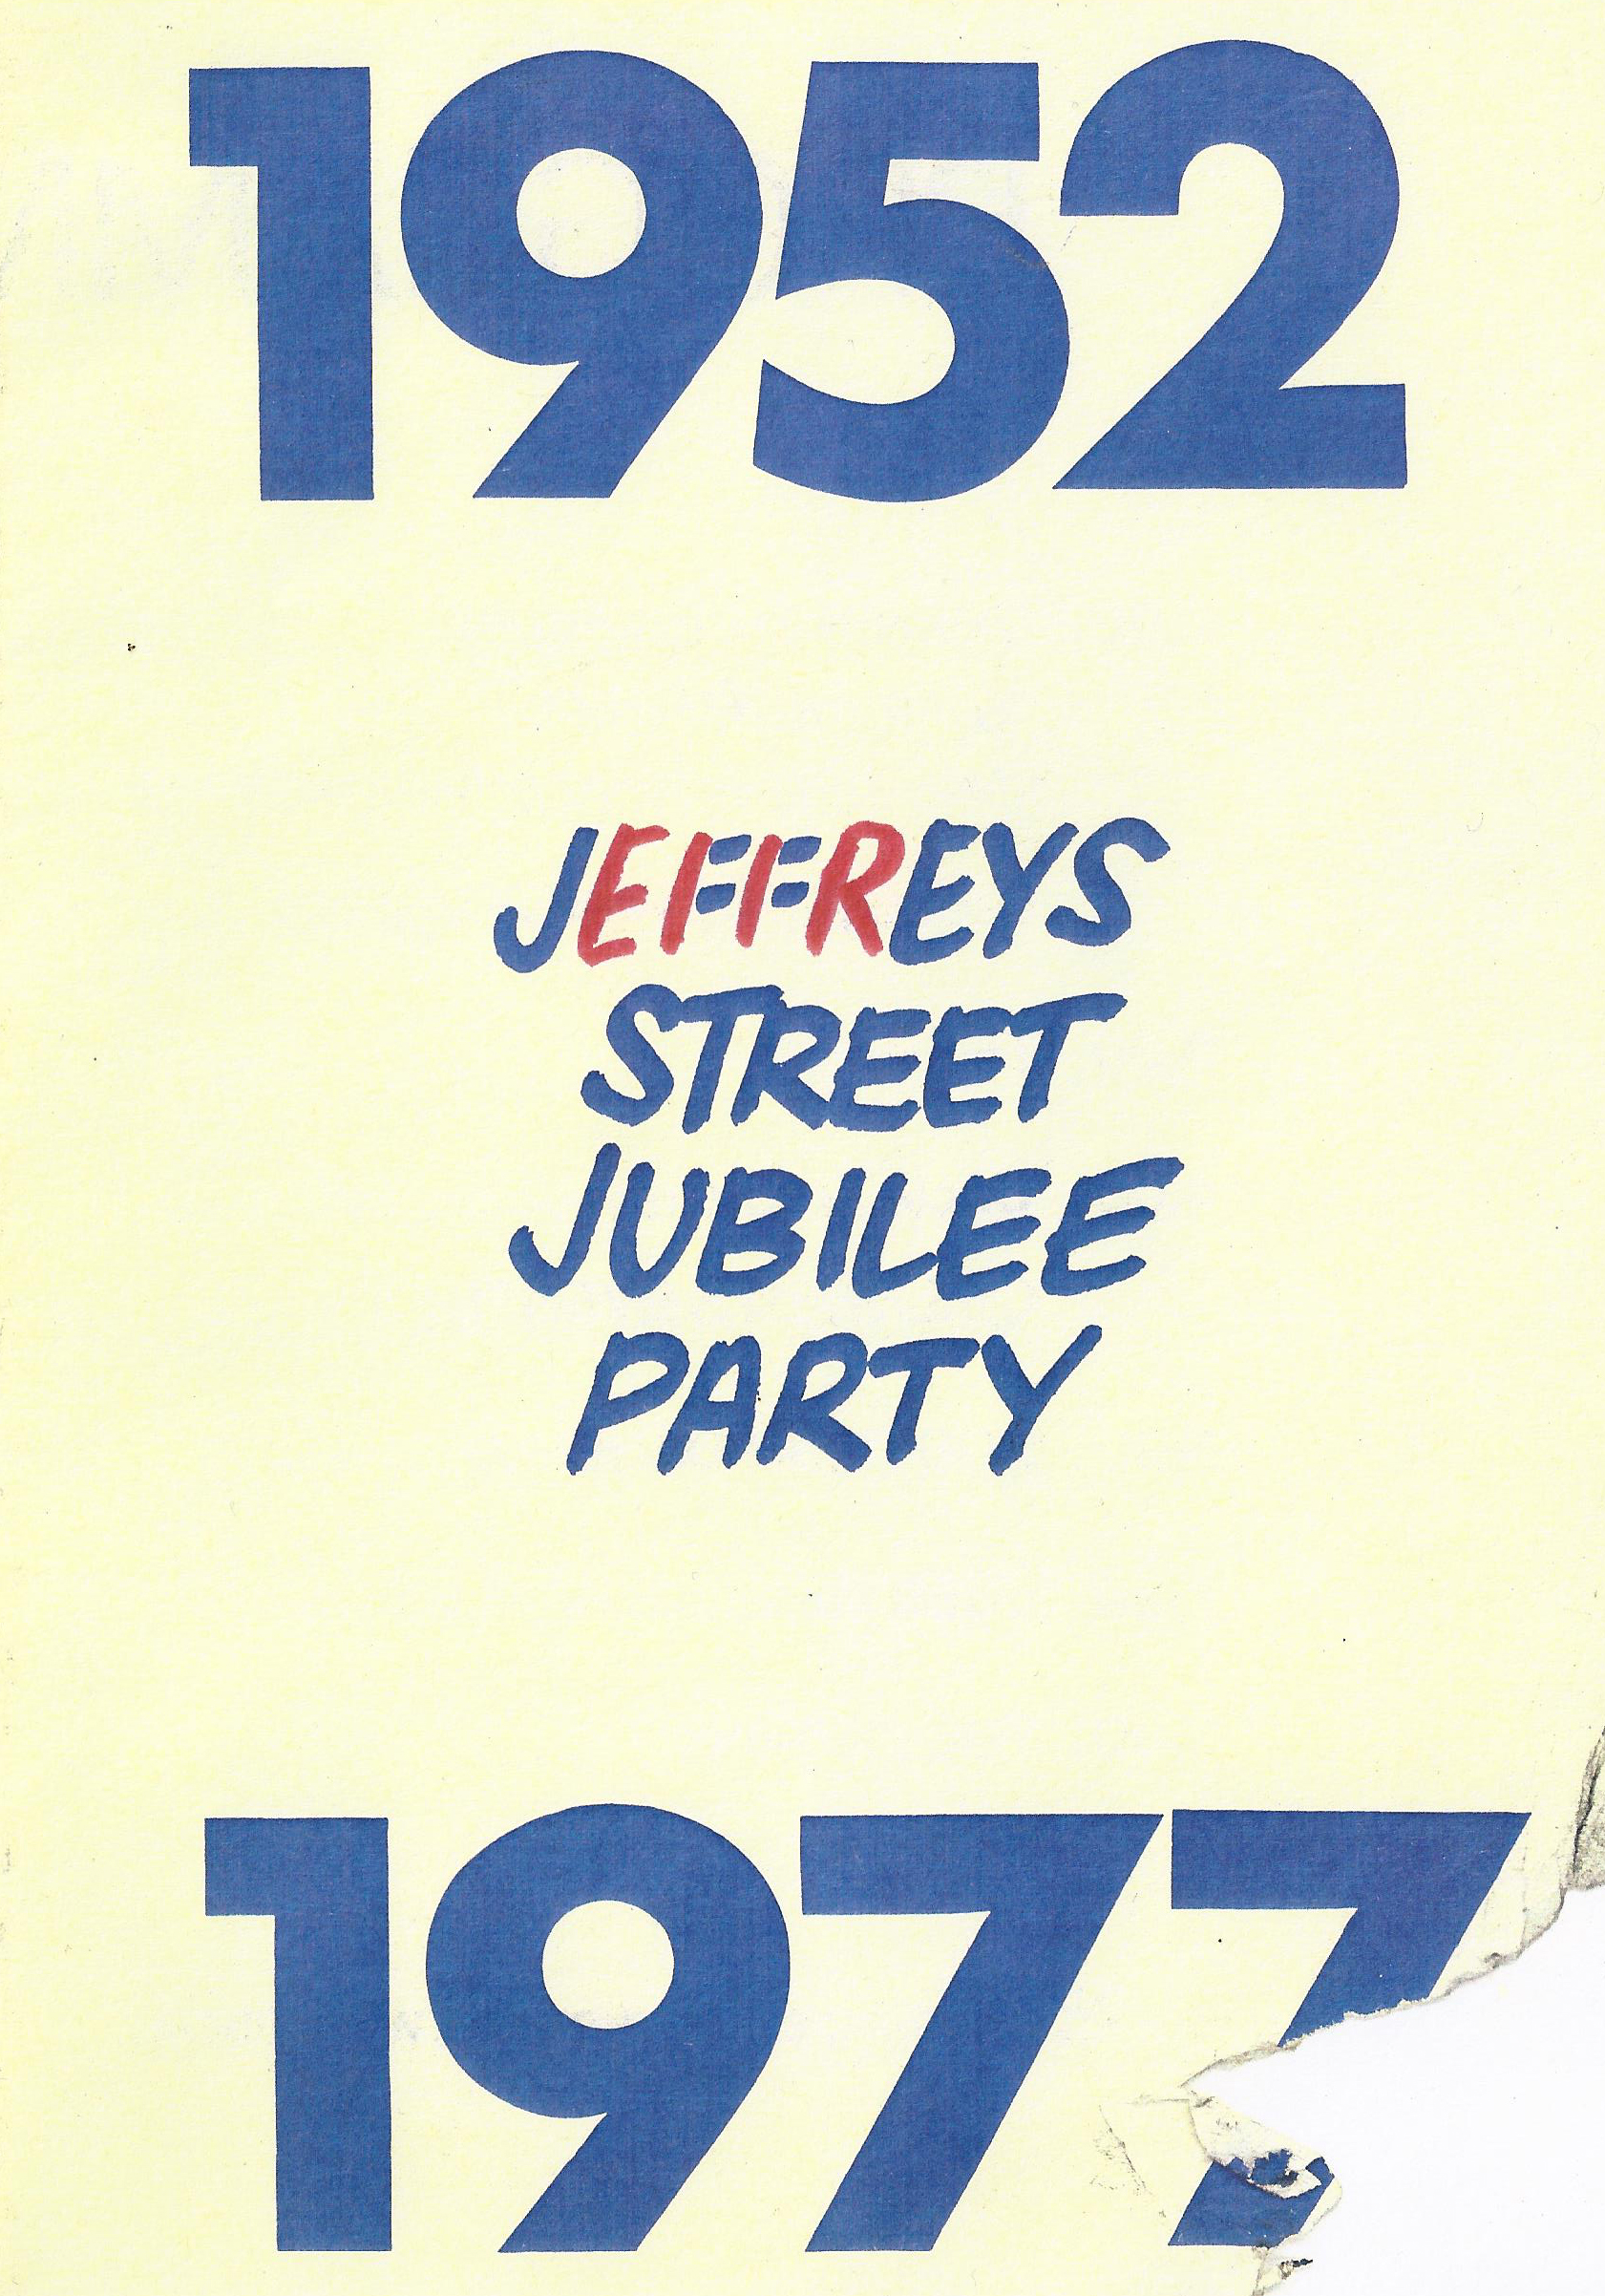 1952
JEFFREYS
STREET
JUBILEE
PARTY
1977